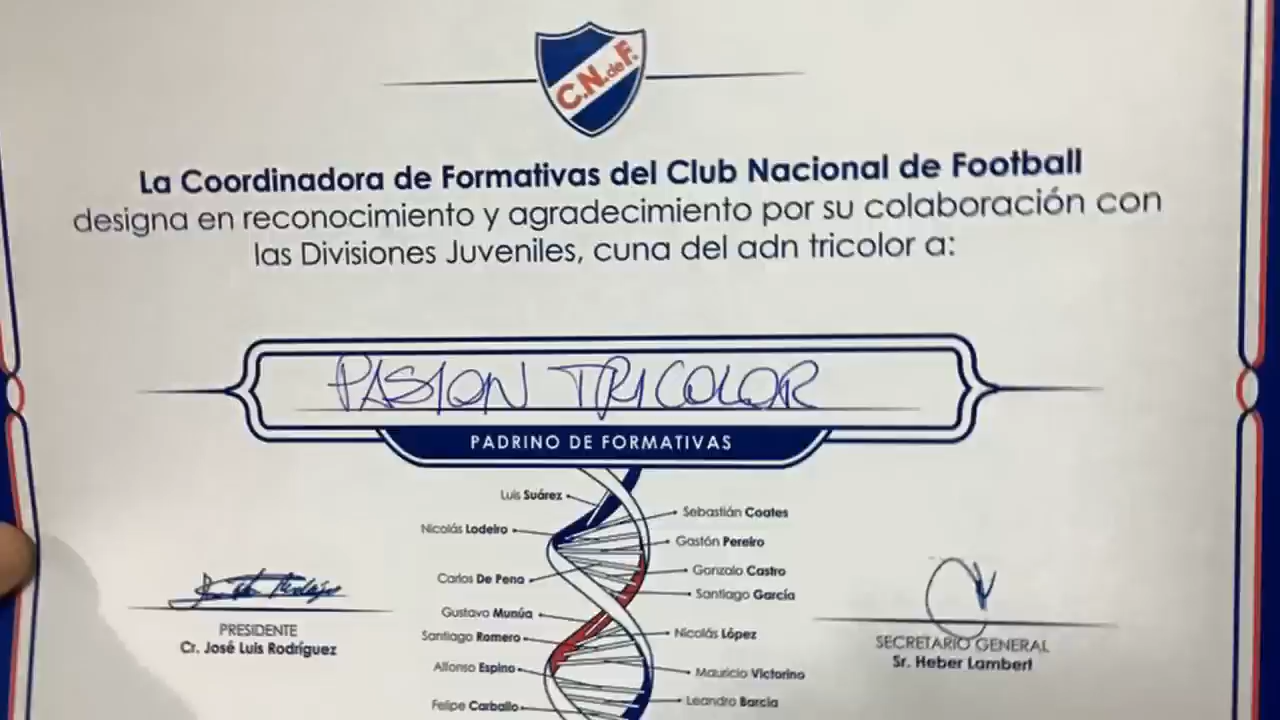 C.N.de F.
La Coordinadora de Formativas del Club Nacional de Football
designa en reconocimiento y agradecimiento por su colaboración con
las Divisiones Juveniles, cuna del adn tricolor a:
PASION TRICOLOR
PADRINO DE FORMATIVAS
Luis Suárez
Sebastián Coates
Nicolás Lodeiro
Gastón Pereiro
Gonzalo Castro
Carlos De Pena
Santiago García
Gustavo Munúa
Nicolás López
Santiago Romero
Alfonso Espino
Mauricio Victorino
Leandro Barcia
Felipe Carballo
PRESIDENTE
Cr. José Luis Rodríguez
SECRETARIO GENERAL
Sr. Heber Lambert